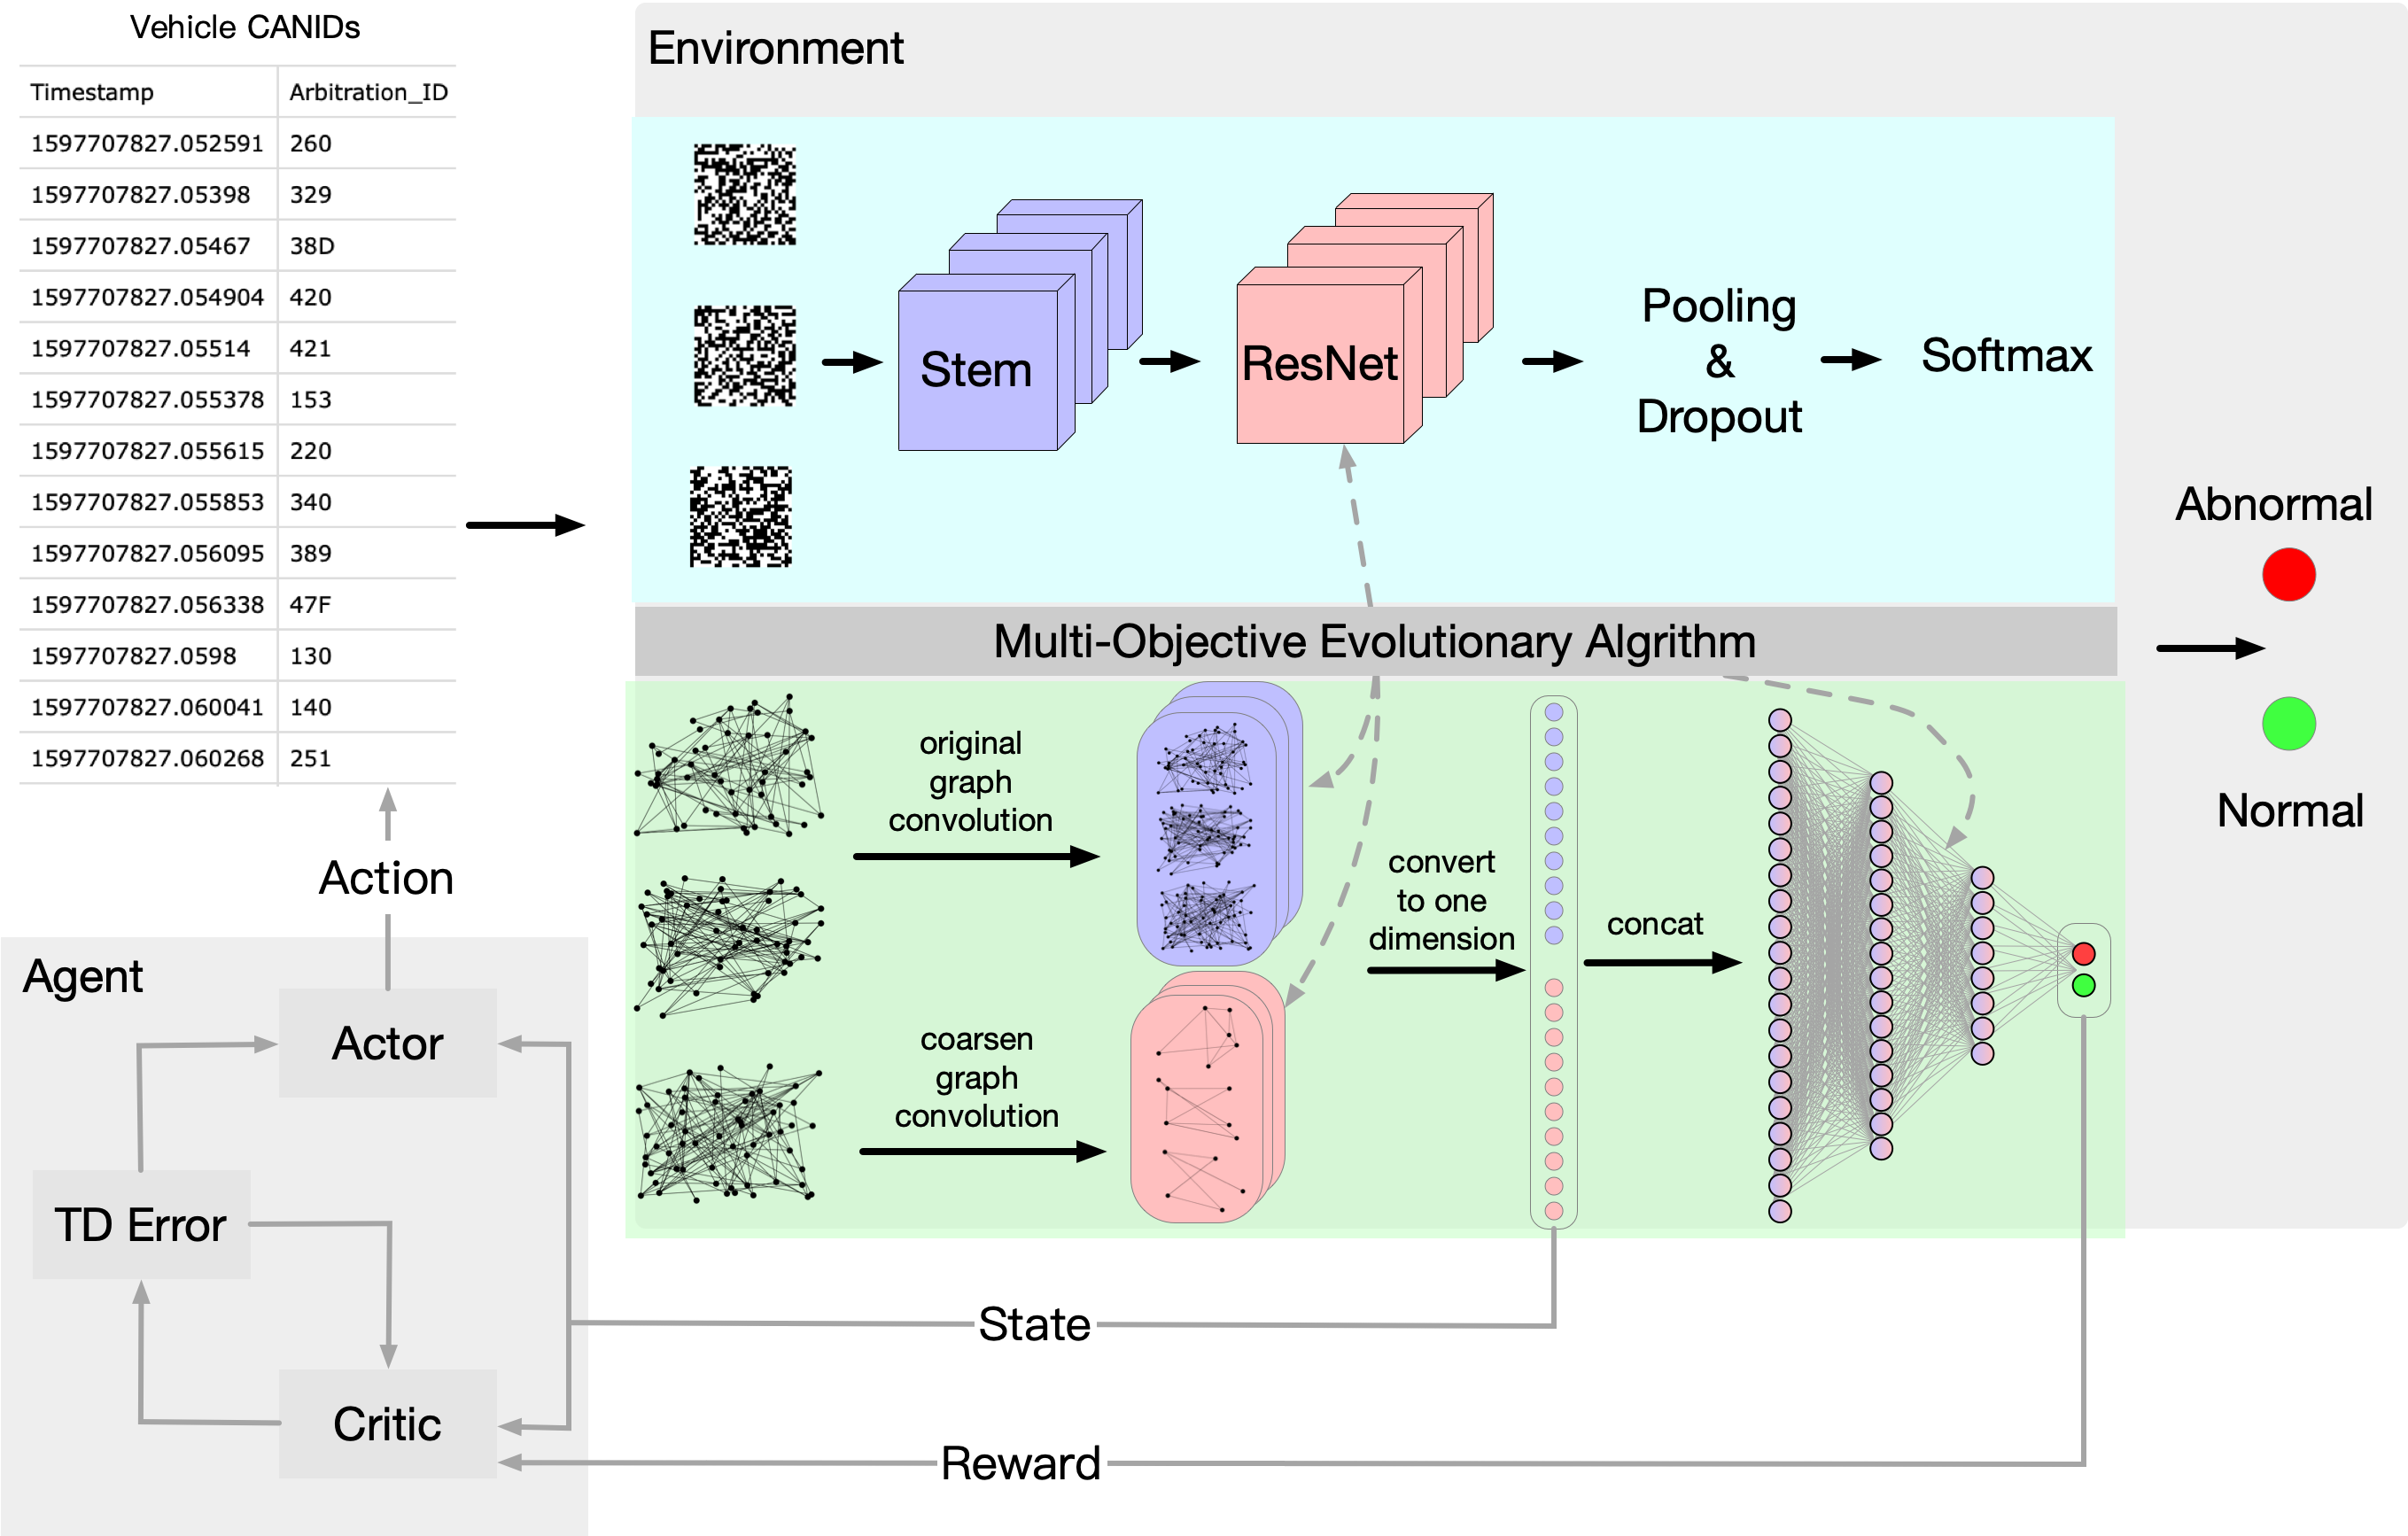 Vehicle CANIDs
Timestamp Arbitration_ID
1597707827.052591 260
1597707827.05398 329
1597707827.05467 38D
1597707827.054904 420
1597707827.05514 421
1597707827.055378 153
1597707827.055615 220
1597707827.055853 340
1597707827.056095 389
1597707827.056338 47F
1597707827.0598 130
1597707827.060041 140
1597707827.060268 251
Action
Agent
Actor
TD Error
Critic
Environment
Stem
ResNet
Pooling
&
Dropout
Softmax
Multi-Objective Evolutionary Algrithm
original
graph
convolution
coarsen
graph
convolution
convert
to one
dimension
concat
Abnormal
Normal
State
Reward